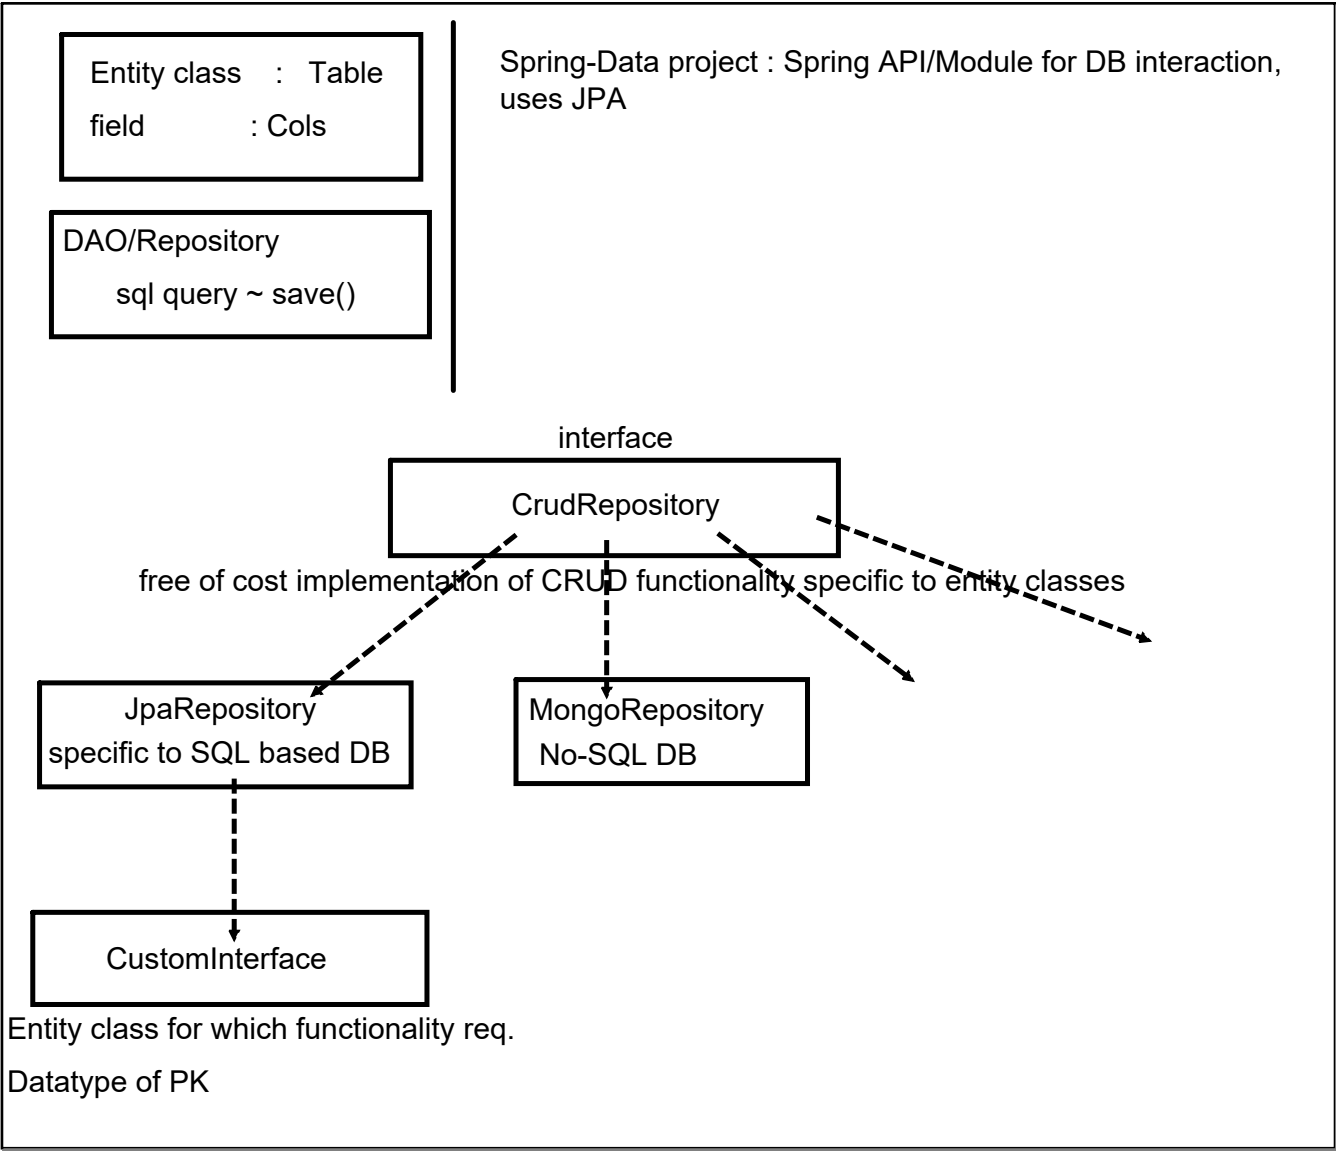 Entity class : Table
field : Cols
Spring-Data project : Spring API/Module for DB interaction,
uses JPA
DAO/Repository
sql query ~ save()
interface
CrudRepository
free of cost implementation of CRUD functionality specific to entity classes
JpaRepository
specific to SQL based DB
MongoRepository
No-SQL DB
CustomInterface
Entity class for which functionality req.
Datatype of PK